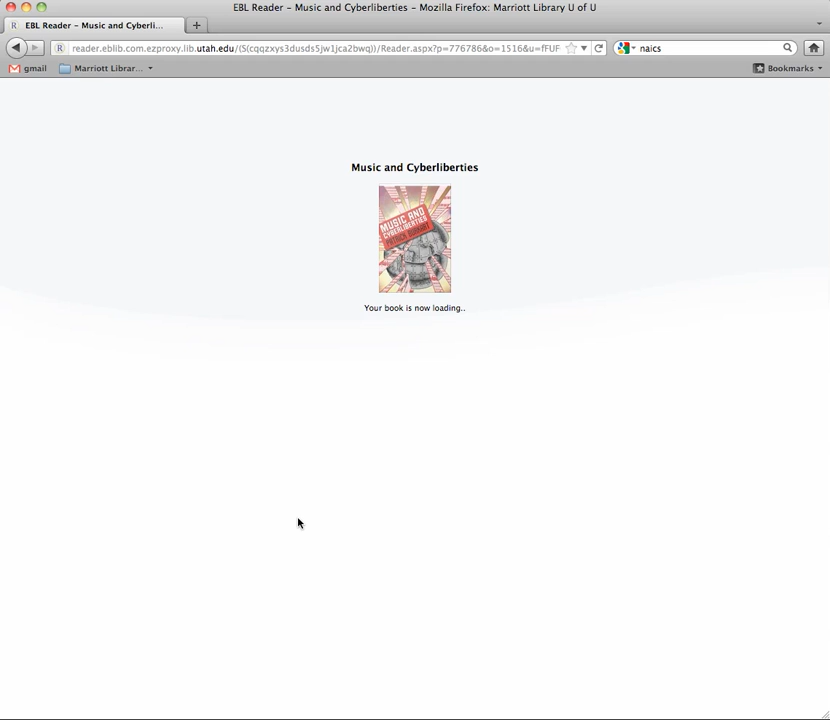 EBL Reader - Music and Cyberliberties - Mozilla Firefox: Marriott Library U of U
R EBL Reader - Music and Cyberli... +
R reader.eblib.com.ezproxy.lib.utah.edu/(S(cqqzxys3dusds5jw1jca2bwq))/Reader.aspx?p=776786&o=1516&u=fFUF naics
gmail Marriott Librar... Bookmarks
Music and Cyberliberties
MUSIC AND
CYBERLIBERTIES
PATRICK BURKART
Your book is now loading..